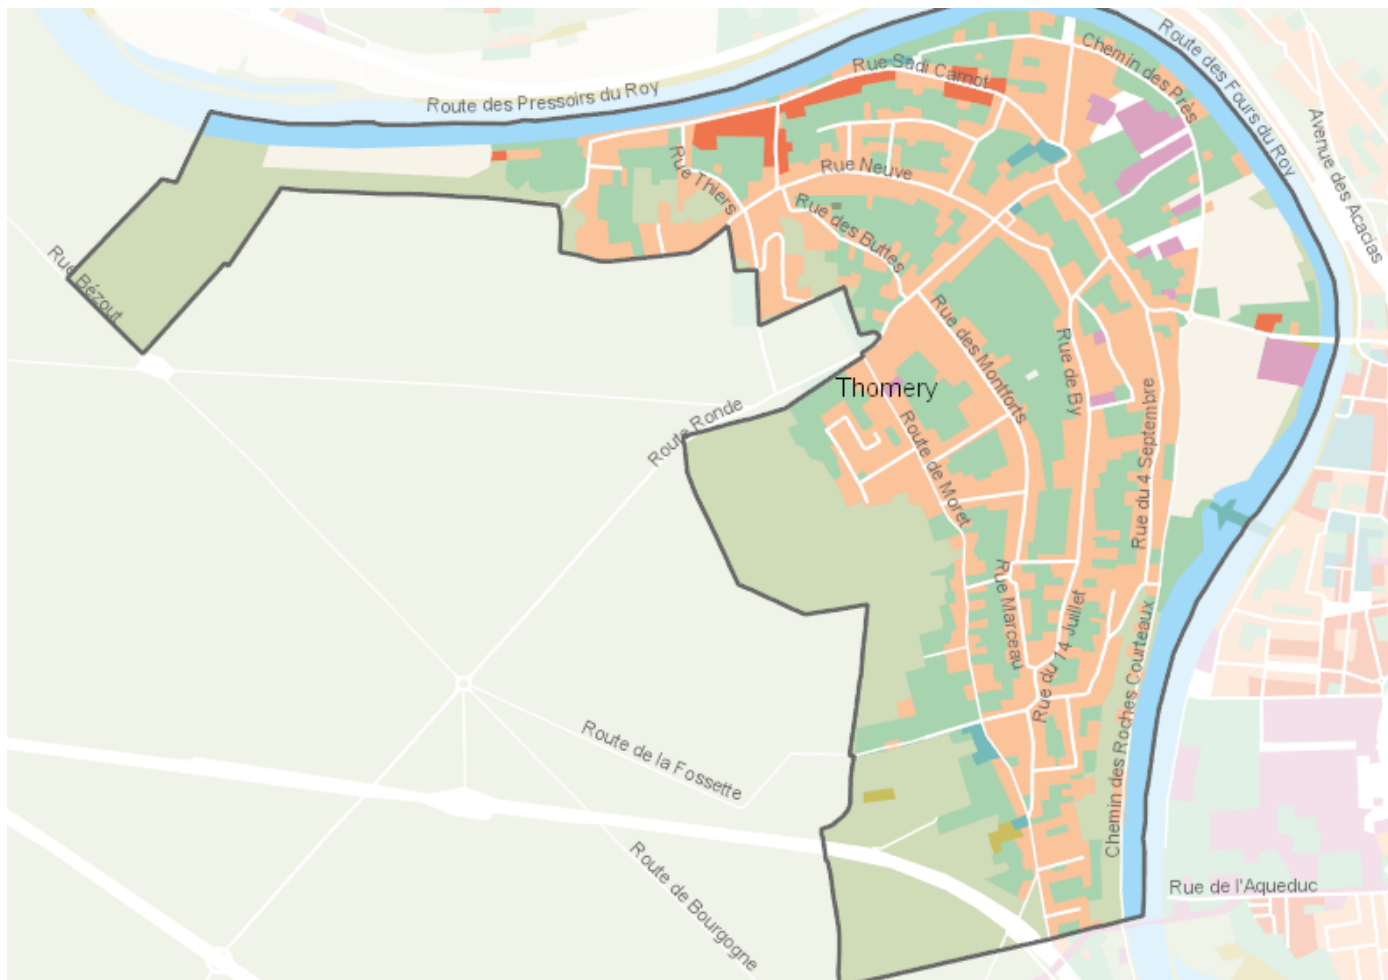 Route des Pressoirs du Roy
Rue Sadi Carnot
Chemin des Prés
Route des Fours du Roy
Avenue des Acacias
Rue Thiers
Rue Neuve
Rue des Buttes
Rue Bézout
Rue des Montforts
Rue de By
Thomery
Route Ronde
Route de Moret
Rue du 4 Septembre
Rue Marceau
Rue du 14 Juillet
Chemin des Roches Courteaux
Route de la Fossette
Route de Bourgogne
Rue de l'Aqueduc